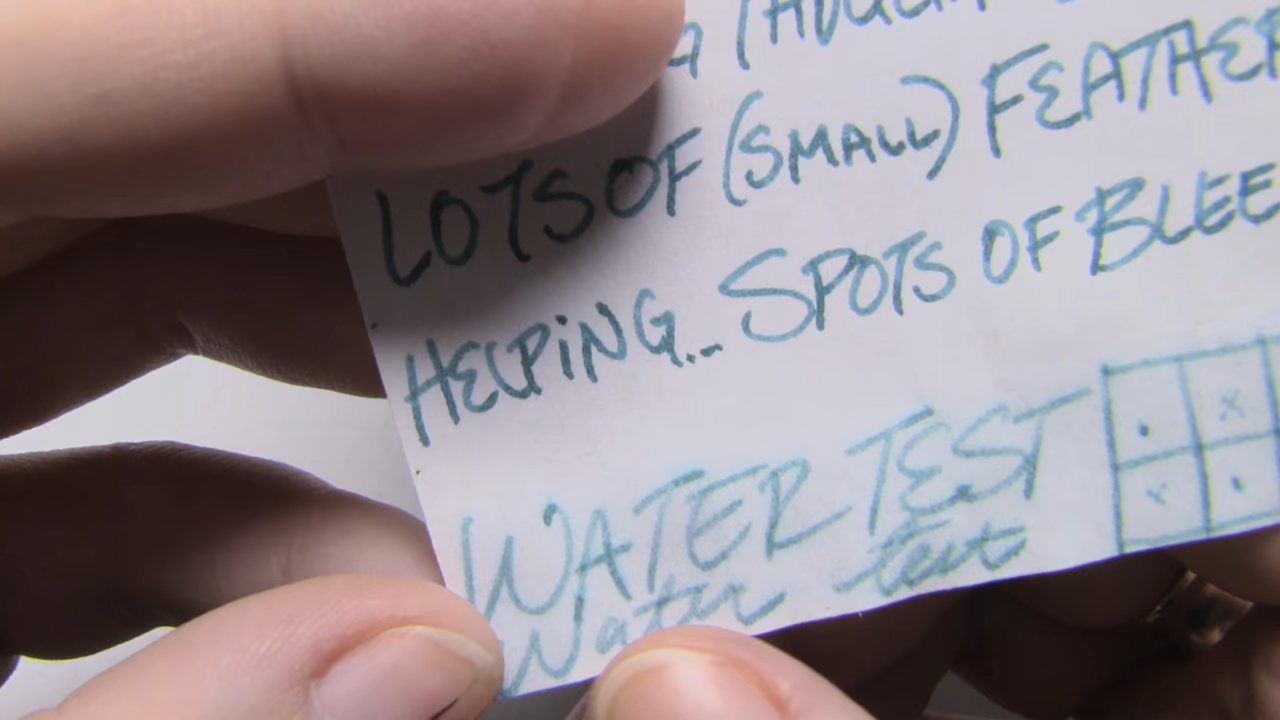 LOTS OF (SMALL) FEATHER
HELPING... SPOTS OF BLEE
WATER TEST
Water test